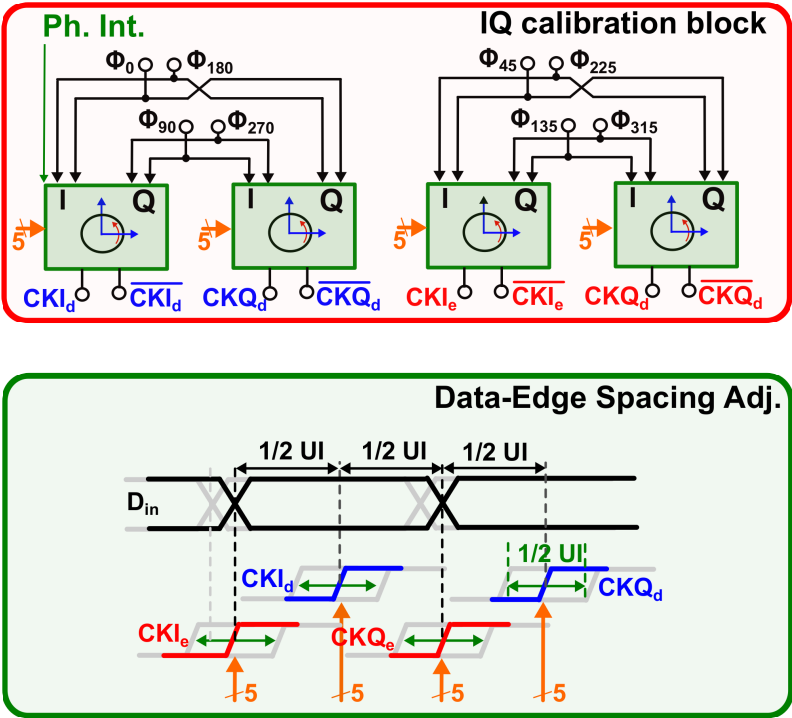 Ph. Int.
IQ calibration block
Φ0 Φ180 Φ45 Φ225
Φ90 Φ270 Φ135 Φ315
I Q I Q I Q I Q
5 5 5 5
CKId CKId CKQd CKQd CKIe CKIe CKQd CKQd
Data-Edge Spacing Adj.
1/2 UI 1/2 UI 1/2 UI
Din
1/2 UI
CKId CKQd
CKIe CKQe
5 5 5 5